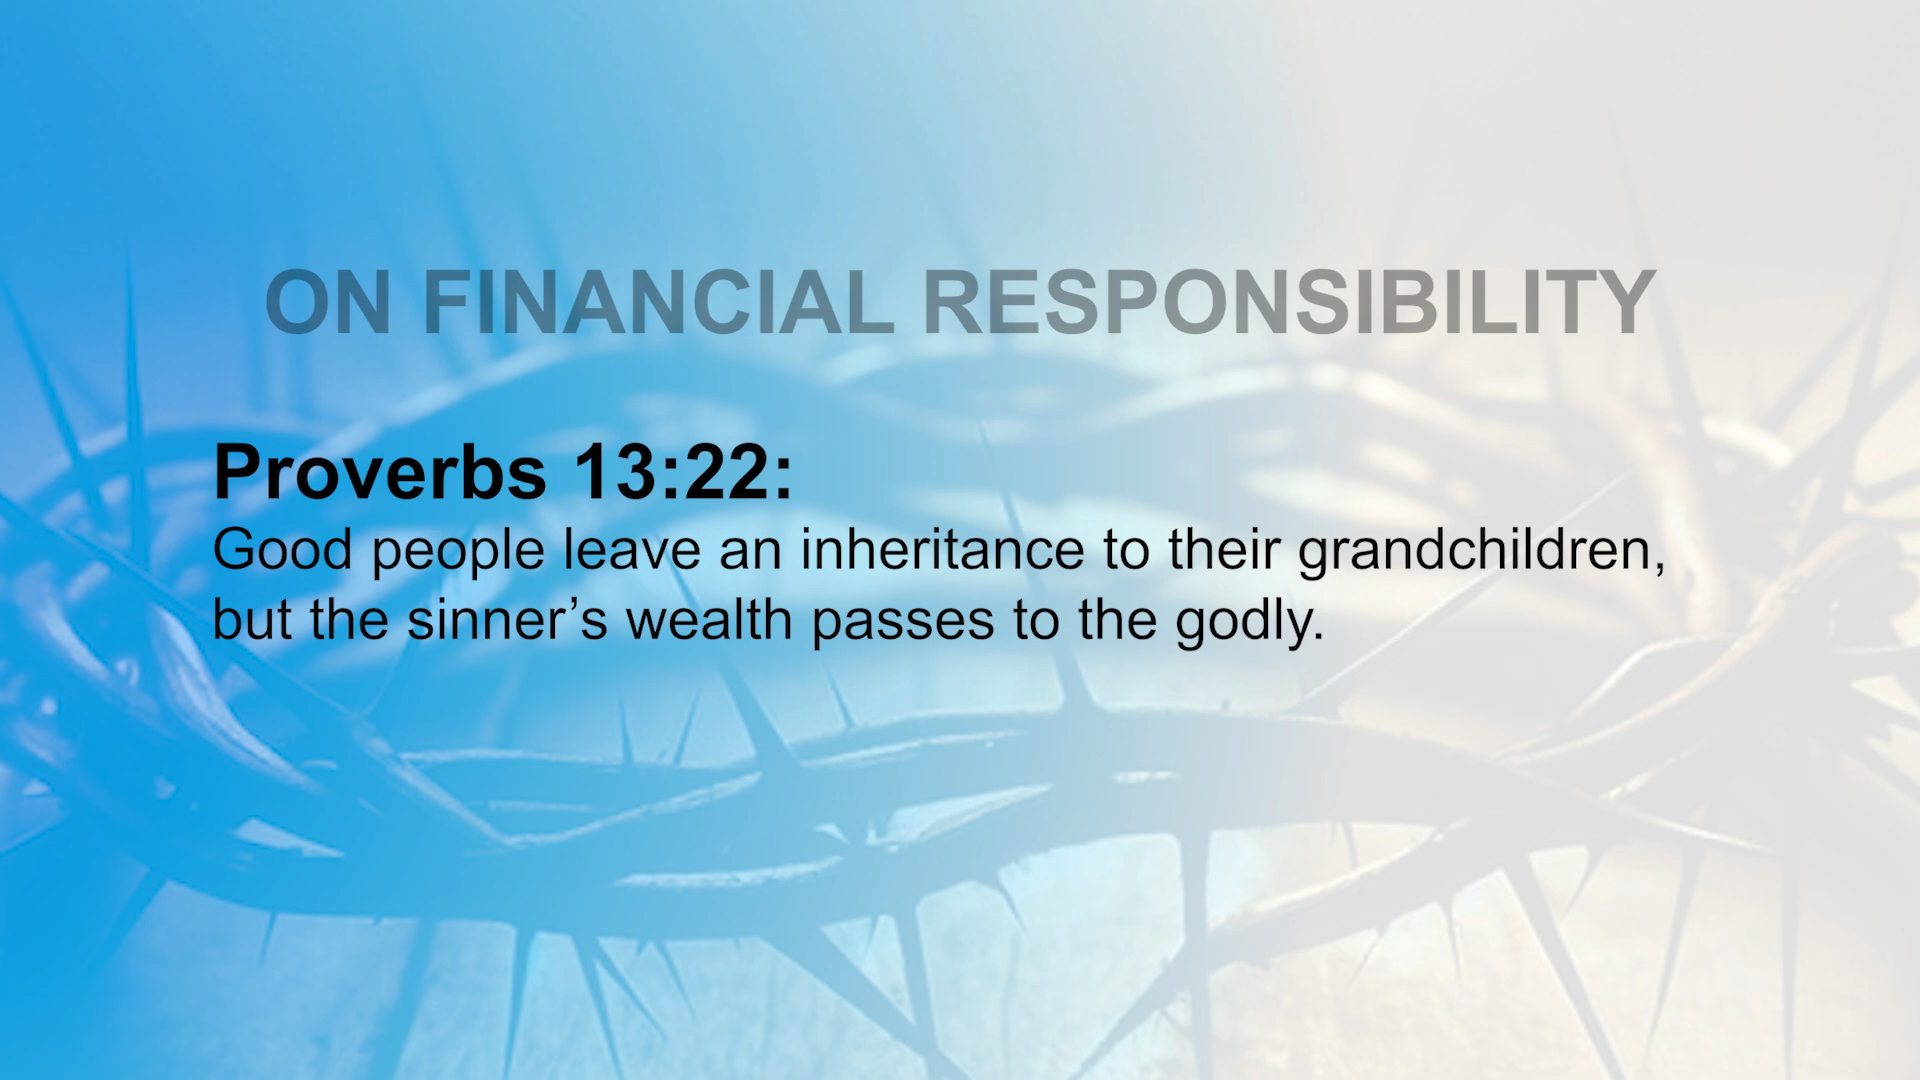 ON FINANCIAL RESPONSIBILITY
Proverbs 13:22:
Good people leave an inheritance to their grandchildren,
but the sinner’s wealth passes to the godly.